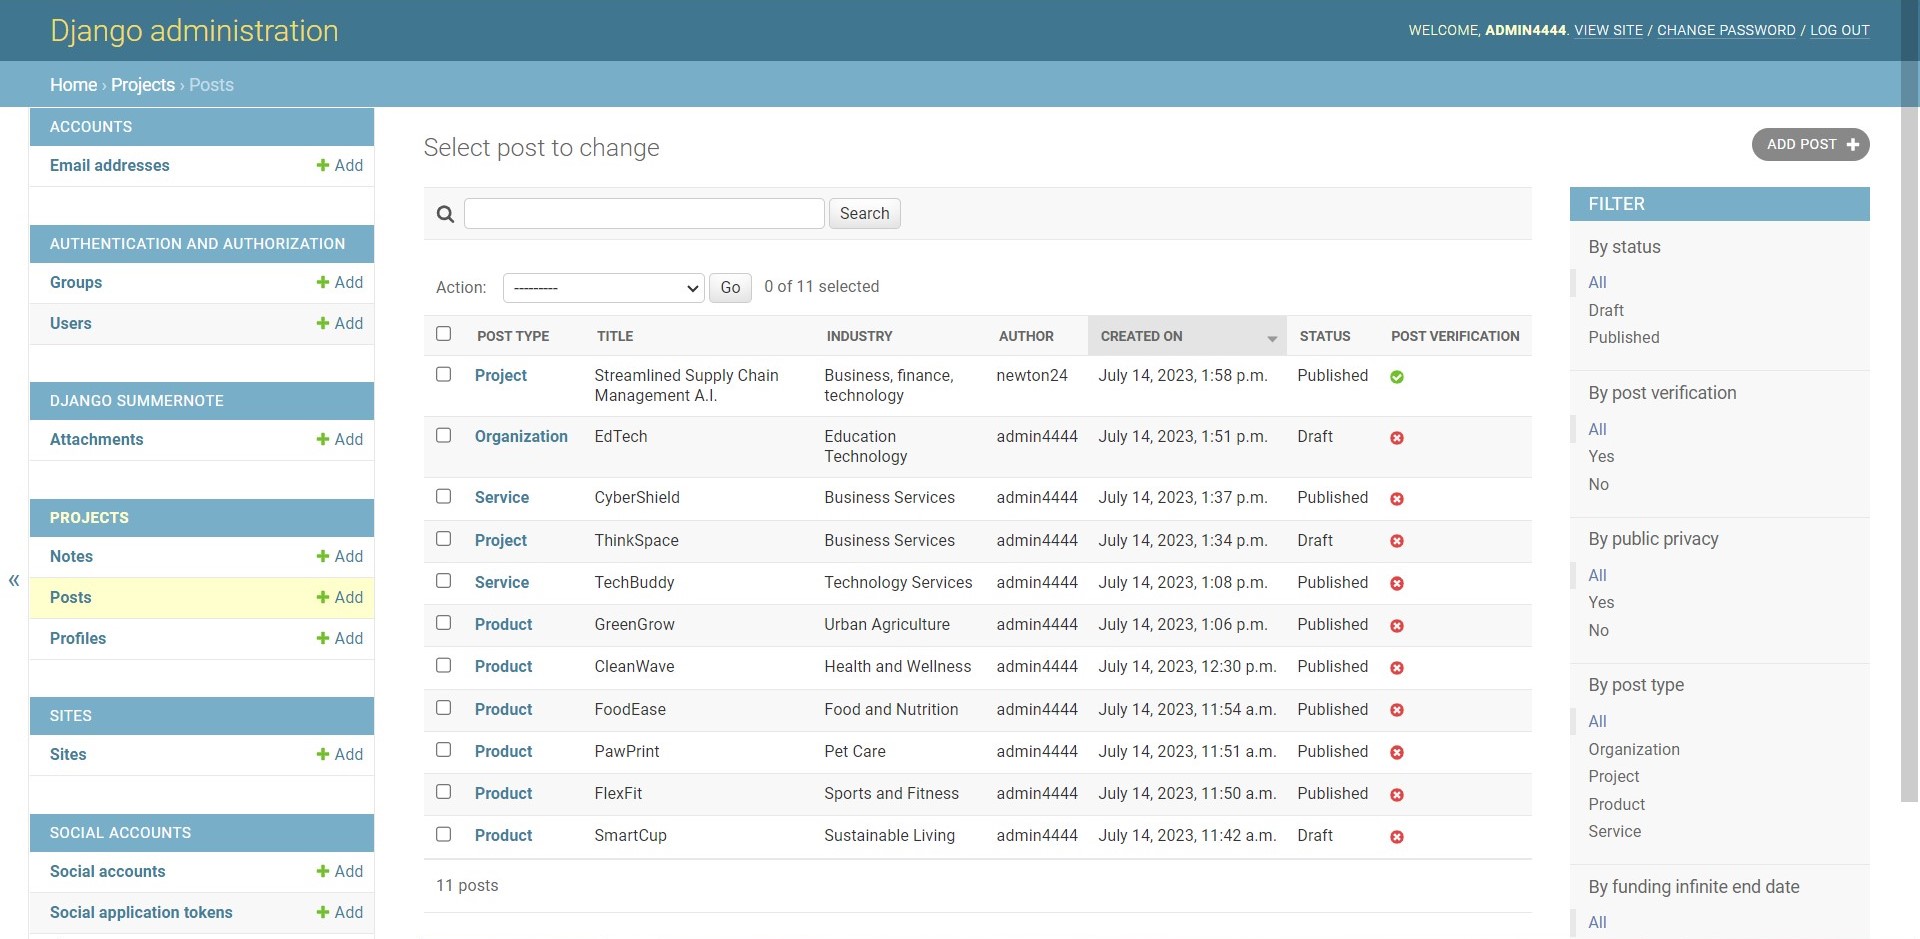 Django administration
WELCOME, ADMIN4444. VIEW SITE / CHANGE PASSWORD / LOG OUT
Home › Projects › Posts
ACCOUNTS
Email addresses Add
AUTHENTICATION AND AUTHORIZATION
Groups Add
Users Add
DJANGO SUMMERNOTE
Attachments Add
PROJECTS
Notes Add
Posts Add
Profiles Add
SITES
Sites Add
SOCIAL ACCOUNTS
Social accounts Add
Social application tokens Add
«
Select post to change
ADD POST
Search
Action: --------- Go 0 of 11 selected
POST TYPE TITLE INDUSTRY AUTHOR CREATED ON STATUS POST VERIFICATION
Project Streamlined Supply Chain Business, finance, newton24 July 14, 2023, 1:58 p.m. Published
Management A.I. technology
Organization EdTech Education admin4444 July 14, 2023, 1:51 p.m. Draft
Technology
Service CyberShield Business Services admin4444 July 14, 2023, 1:37 p.m. Published
Project ThinkSpace Business Services admin4444 July 14, 2023, 1:34 p.m. Draft
Service TechBuddy Technology Services admin4444 July 14, 2023, 1:08 p.m. Published
Product GreenGrow Urban Agriculture admin4444 July 14, 2023, 1:06 p.m. Published
Product CleanWave Health and Wellness admin4444 July 14, 2023, 12:30 p.m. Published
Product FoodEase Food and Nutrition admin4444 July 14, 2023, 11:54 a.m. Published
Product PawPrint Pet Care admin4444 July 14, 2023, 11:51 a.m. Published
Product FlexFit Sports and Fitness admin4444 July 14, 2023, 11:50 a.m. Published
Product SmartCup Sustainable Living admin4444 July 14, 2023, 11:42 a.m. Draft
11 posts
FILTER
By status
All
Draft
Published
By post verification
All
Yes
No
By public privacy
All
Yes
No
By post type
All
Organization
Project
Product
Service
By funding infinite end date
All